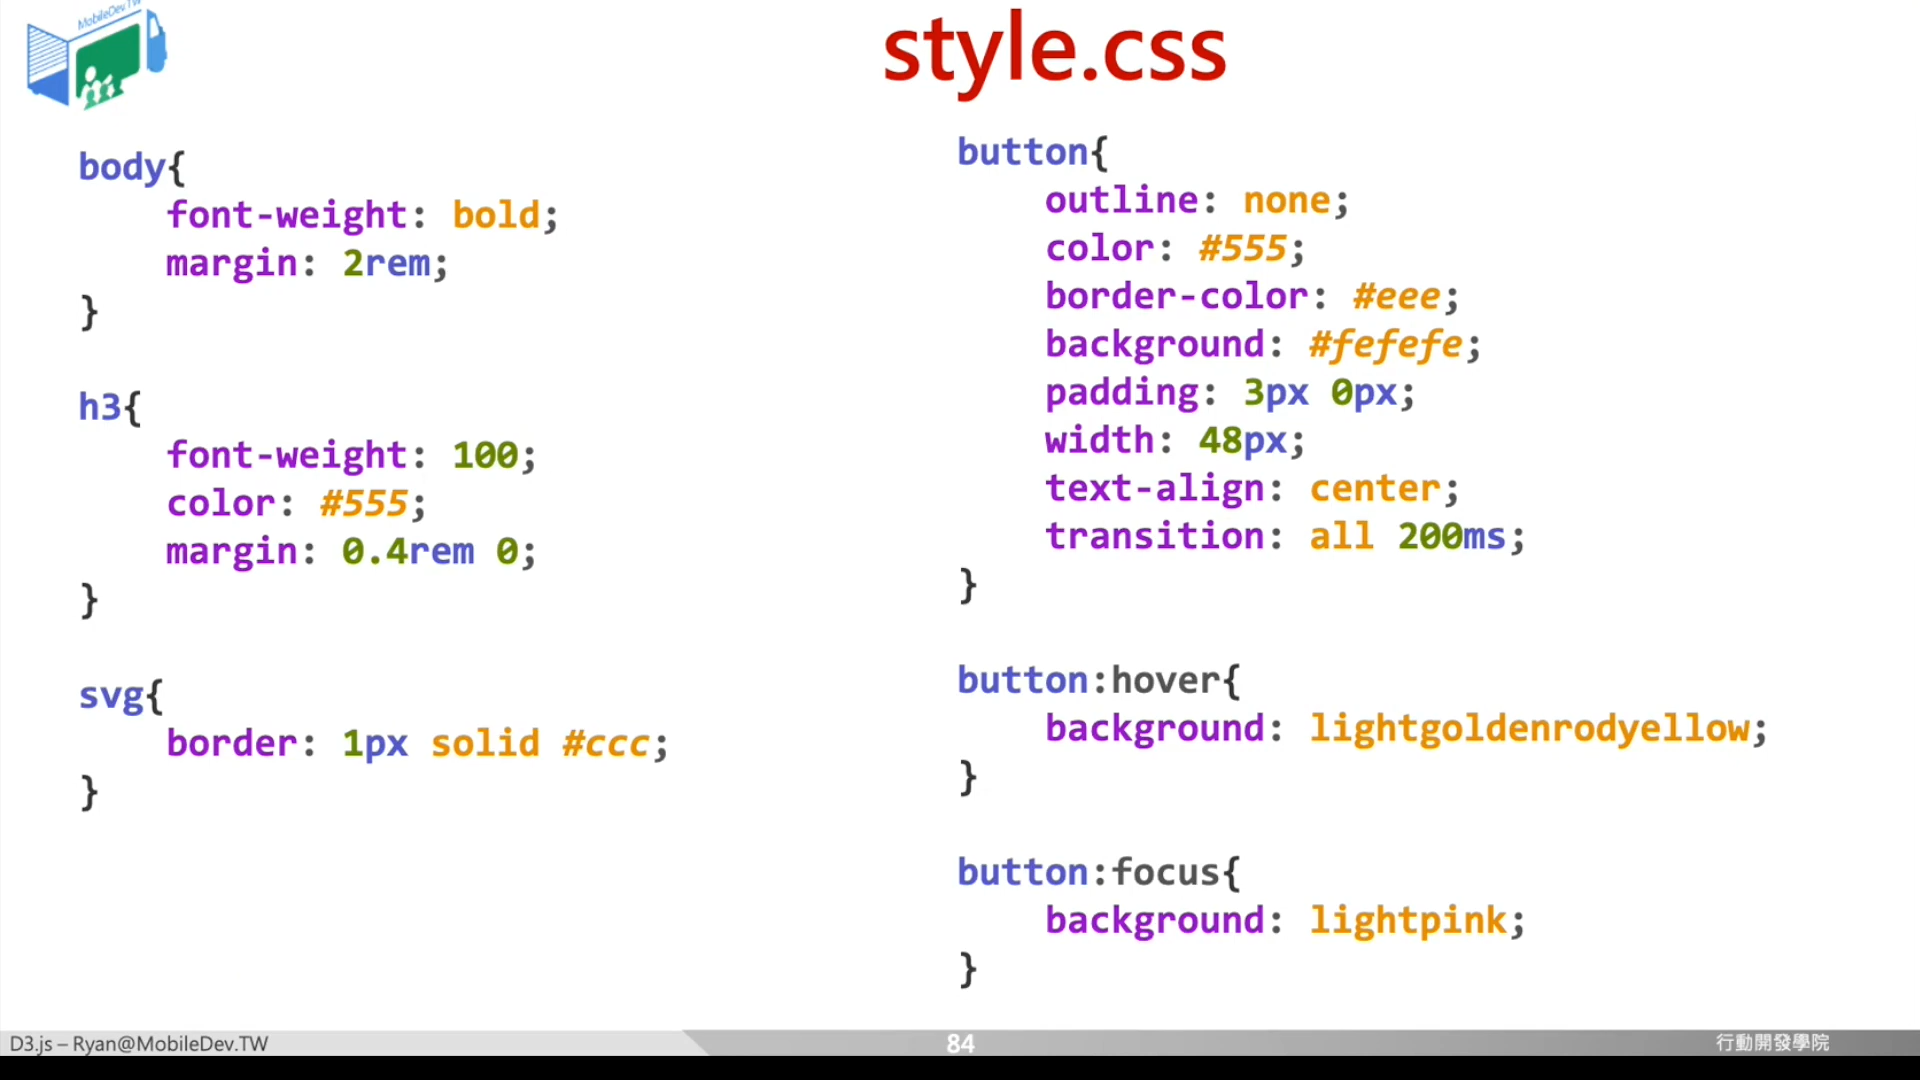 MobileDev.TW
style.css
body{
    font-weight: bold;
    margin: 2rem;
}
h3{
    font-weight: 100;
    color: #555;
    margin: 0.4rem 0;
}
svg{
    border: 1px solid #ccc;
}
button{
    outline: none;
    color: #555;
    border-color: #eee;
    background: #fefefe;
    padding: 3px 0px;
    width: 48px;
    text-align: center;
    transition: all 200ms;
}
button:hover{
    background: lightgoldenrodyellow;
}
button:focus{
    background: lightpink;
}
D3.js – Ryan@MobileDev.TW
84
行動開發學院